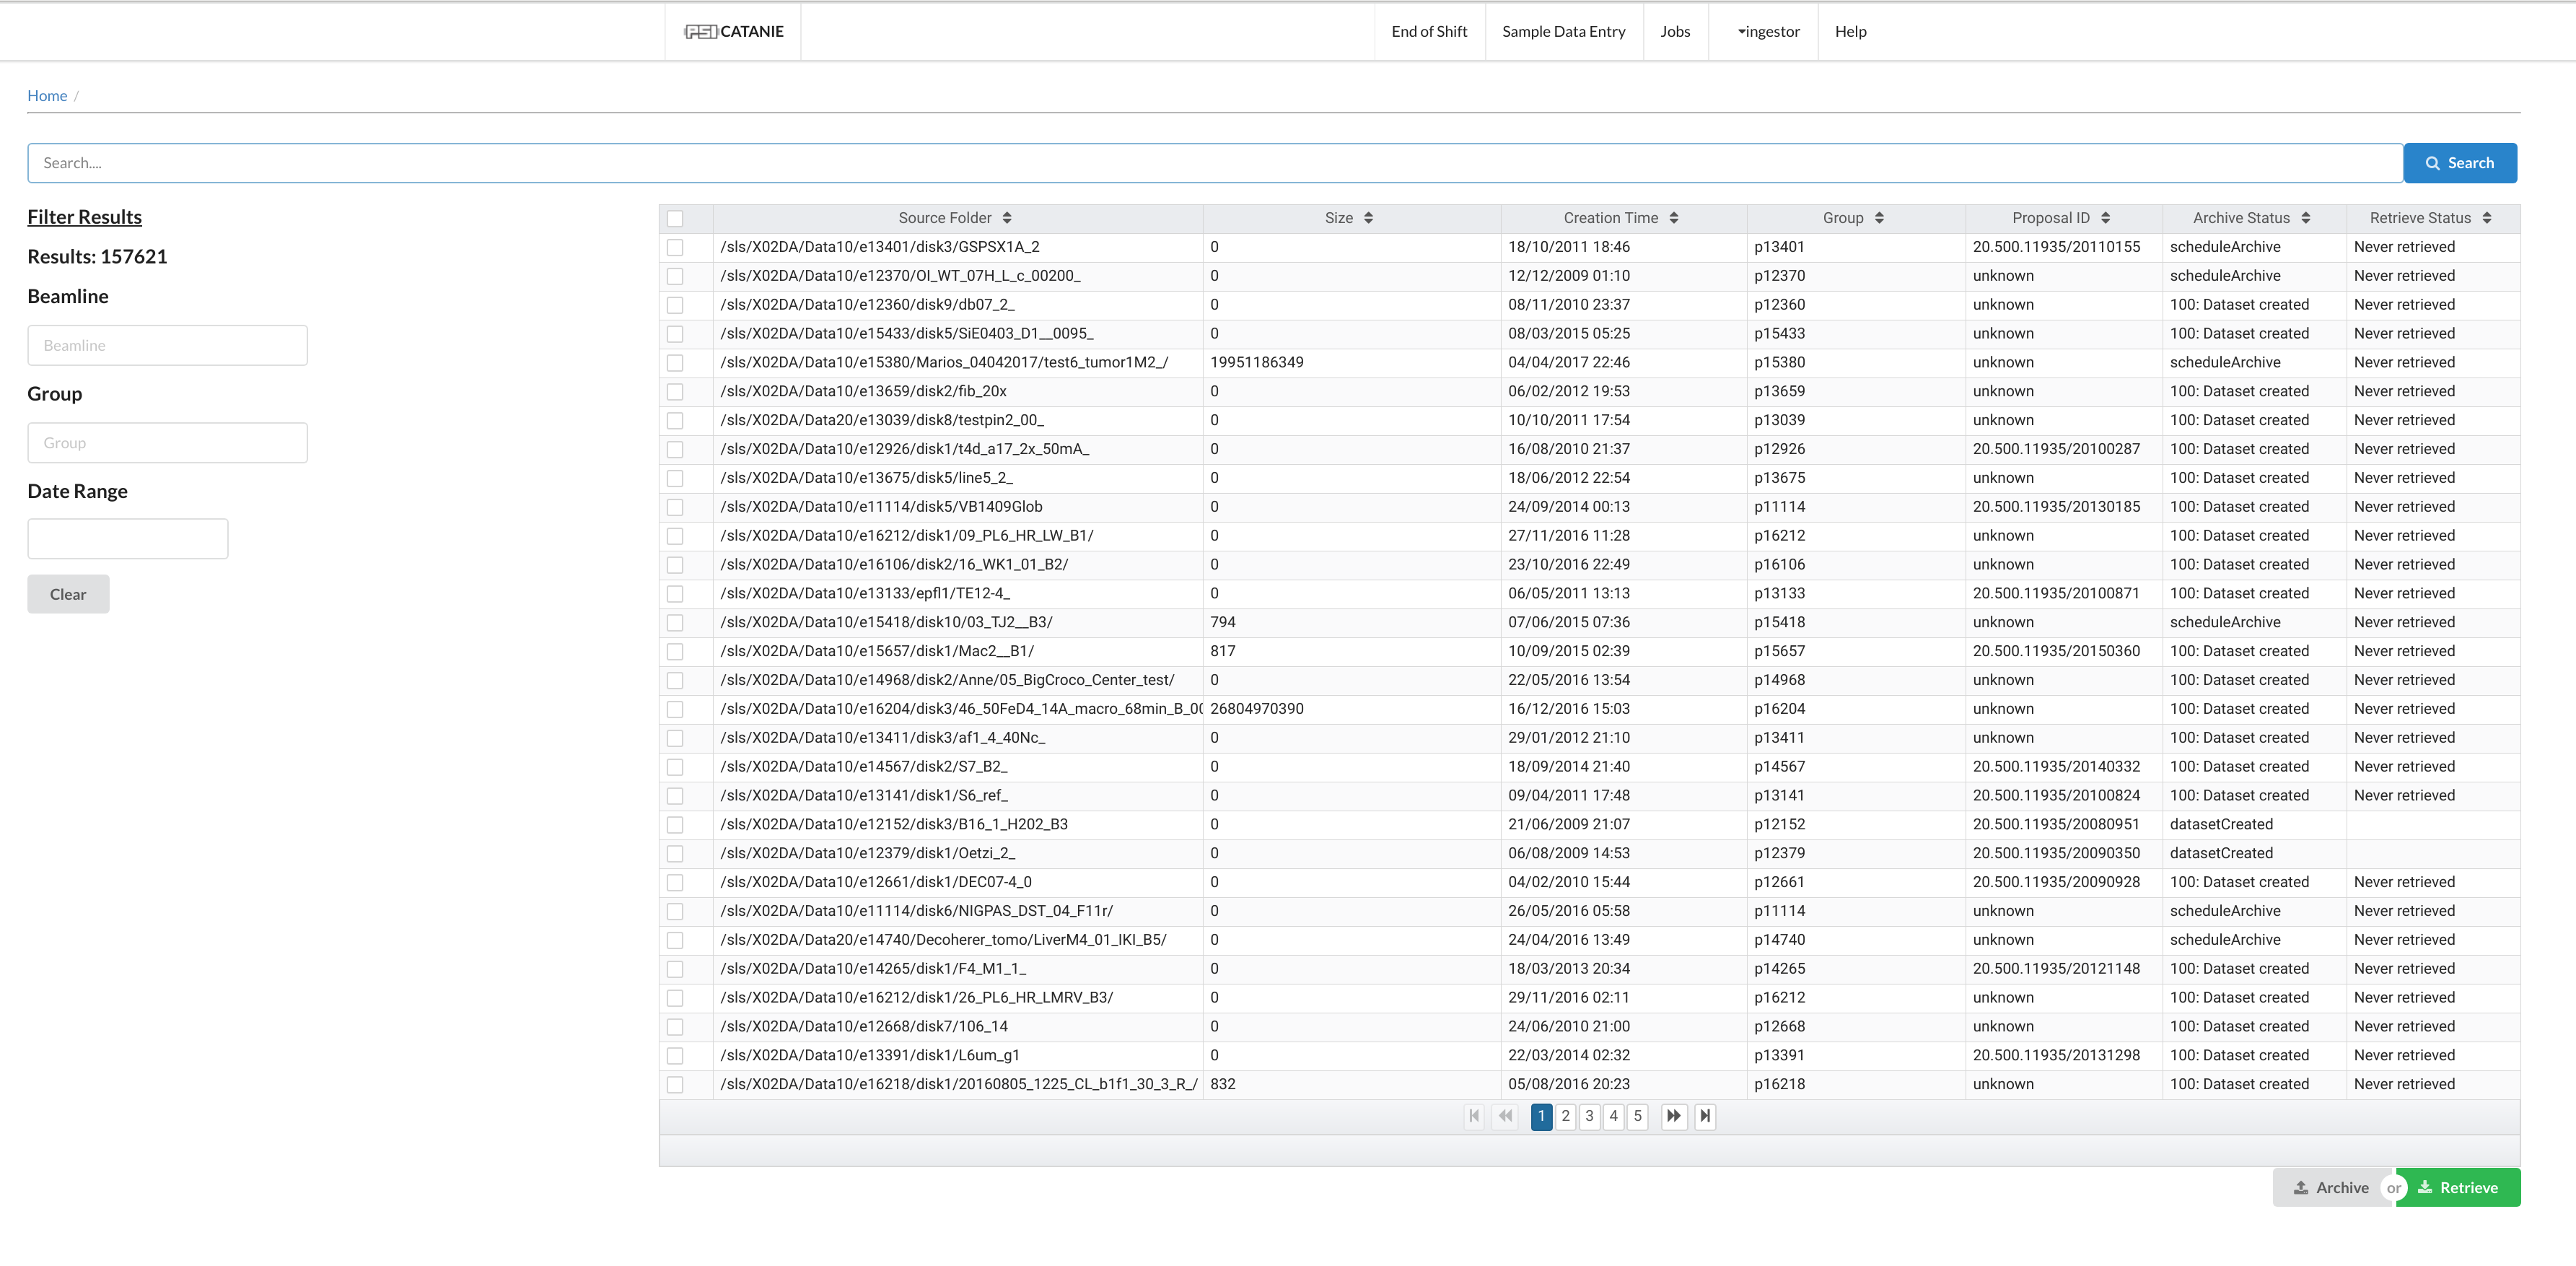 PSI CATANIE End of Shift Sample Data Entry Jobs ingestor Help
Home /
Search.... Search
Filter Results
Results: 157621
Beamline
Beamline
Group
Group
Date Range
Clear
Source Folder Size Creation Time Group Proposal ID Archive Status Retrieve Status
/sls/X02DA/Data10/e13401/disk3/GSPSX1A_2 0 18/10/2011 18:46 p13401 20.500.11935/20110155 scheduleArchive Never retrieved
/sls/X02DA/Data10/e12370/OI_WT_07H_L_c_00200_ 0 12/12/2009 01:10 p12370 unknown scheduleArchive Never retrieved
/sls/X02DA/Data10/e12360/disk9/db07_2_ 0 08/11/2010 23:37 p12360 unknown 100: Dataset created Never retrieved
/sls/X02DA/Data10/e15433/disk5/SiE0403_D1__0095_ 0 08/03/2015 05:25 p15433 unknown 100: Dataset created Never retrieved
/sls/X02DA/Data10/e15380/Marios_04042017/test6_tumor1M2_/ 19951186349 04/04/2017 22:46 p15380 unknown scheduleArchive Never retrieved
/sls/X02DA/Data10/e13659/disk2/fib_20x 0 06/02/2012 19:53 p13659 unknown 100: Dataset created Never retrieved
/sls/X02DA/Data20/e13039/disk8/testpin2_00_ 0 10/10/2011 17:54 p13039 unknown 100: Dataset created Never retrieved
/sls/X02DA/Data10/e12926/disk1/t4d_a17_2x_50mA_ 0 16/08/2010 21:37 p12926 20.500.11935/20100287 100: Dataset created Never retrieved
/sls/X02DA/Data10/e13675/disk5/line5_2_ 0 18/06/2012 22:54 p13675 unknown 100: Dataset created Never retrieved
/sls/X02DA/Data10/e11114/disk5/VB1409Glob 0 24/09/2014 00:13 p11114 20.500.11935/20130185 100: Dataset created Never retrieved
/sls/X02DA/Data10/e16212/disk1/09_PL6_HR_LW_B1/ 0 27/11/2016 11:28 p16212 unknown 100: Dataset created Never retrieved
/sls/X02DA/Data10/e16106/disk2/16_WK1_01_B2/ 0 23/10/2016 22:49 p16106 unknown 100: Dataset created Never retrieved
/sls/X02DA/Data10/e13133/epfl1/TE12-4_ 0 06/05/2011 13:13 p13133 20.500.11935/20100871 100: Dataset created Never retrieved
/sls/X02DA/Data10/e15418/disk10/03_TJ2__B3/ 794 07/06/2015 07:36 p15418 unknown scheduleArchive Never retrieved
/sls/X02DA/Data10/e15657/disk1/Mac2__B1/ 817 10/09/2015 02:39 p15657 20.500.11935/20150360 100: Dataset created Never retrieved
/sls/X02DA/Data10/e14968/disk2/Anne/05_BigCroco_Center_test/ 0 22/05/2016 13:54 p14968 unknown 100: Dataset created Never retrieved
/sls/X02DA/Data10/e16204/disk3/46_50FeD4_14A_macro_68min_B_00 26804970390 16/12/2016 15:03 p16204 unknown 100: Dataset created Never retrieved
/sls/X02DA/Data10/e13411/disk3/af1_4_40Nc_ 0 29/01/2012 21:10 p13411 unknown 100: Dataset created Never retrieved
/sls/X02DA/Data10/e14567/disk2/S7_B2_ 0 18/09/2014 21:40 p14567 20.500.11935/20140332 100: Dataset created Never retrieved
/sls/X02DA/Data10/e13141/disk1/S6_ref_ 0 09/04/2011 17:48 p13141 20.500.11935/20100824 100: Dataset created Never retrieved
/sls/X02DA/Data10/e12152/disk3/B16_1_H202_B3 0 21/06/2009 21:07 p12152 20.500.11935/20080951 datasetCreated
/sls/X02DA/Data10/e12379/disk1/Oetzi_2_ 0 06/08/2009 14:53 p12379 20.500.11935/20090350 datasetCreated
/sls/X02DA/Data10/e12661/disk1/DEC07-4_0 0 04/02/2010 15:44 p12661 20.500.11935/20090928 100: Dataset created Never retrieved
/sls/X02DA/Data10/e11114/disk6/NIGPAS_DST_04_F11r/ 0 26/05/2016 05:58 p11114 unknown scheduleArchive Never retrieved
/sls/X02DA/Data20/e14740/Decoherer_tomo/LiverM4_01_IKI_B5/ 0 24/04/2016 13:49 p14740 unknown scheduleArchive Never retrieved
/sls/X02DA/Data10/e14265/disk1/F4_M1_1_ 0 18/03/2013 20:34 p14265 20.500.11935/20121148 100: Dataset created Never retrieved
/sls/X02DA/Data10/e16212/disk1/26_PL6_HR_LMRV_B3/ 0 29/11/2016 02:11 p16212 unknown 100: Dataset created Never retrieved
/sls/X02DA/Data10/e12668/disk7/106_14 0 24/06/2010 21:00 p12668 unknown 100: Dataset created Never retrieved
/sls/X02DA/Data10/e13391/disk1/L6um_g1 0 22/03/2014 02:32 p13391 20.500.11935/20131298 100: Dataset created Never retrieved
/sls/X02DA/Data10/e16218/disk1/20160805_1225_CL_b1f1_30_3_R_/ 832 05/08/2016 20:23 p16218 unknown 100: Dataset created Never retrieved
1 2 3 4 5
Archive or Retrieve